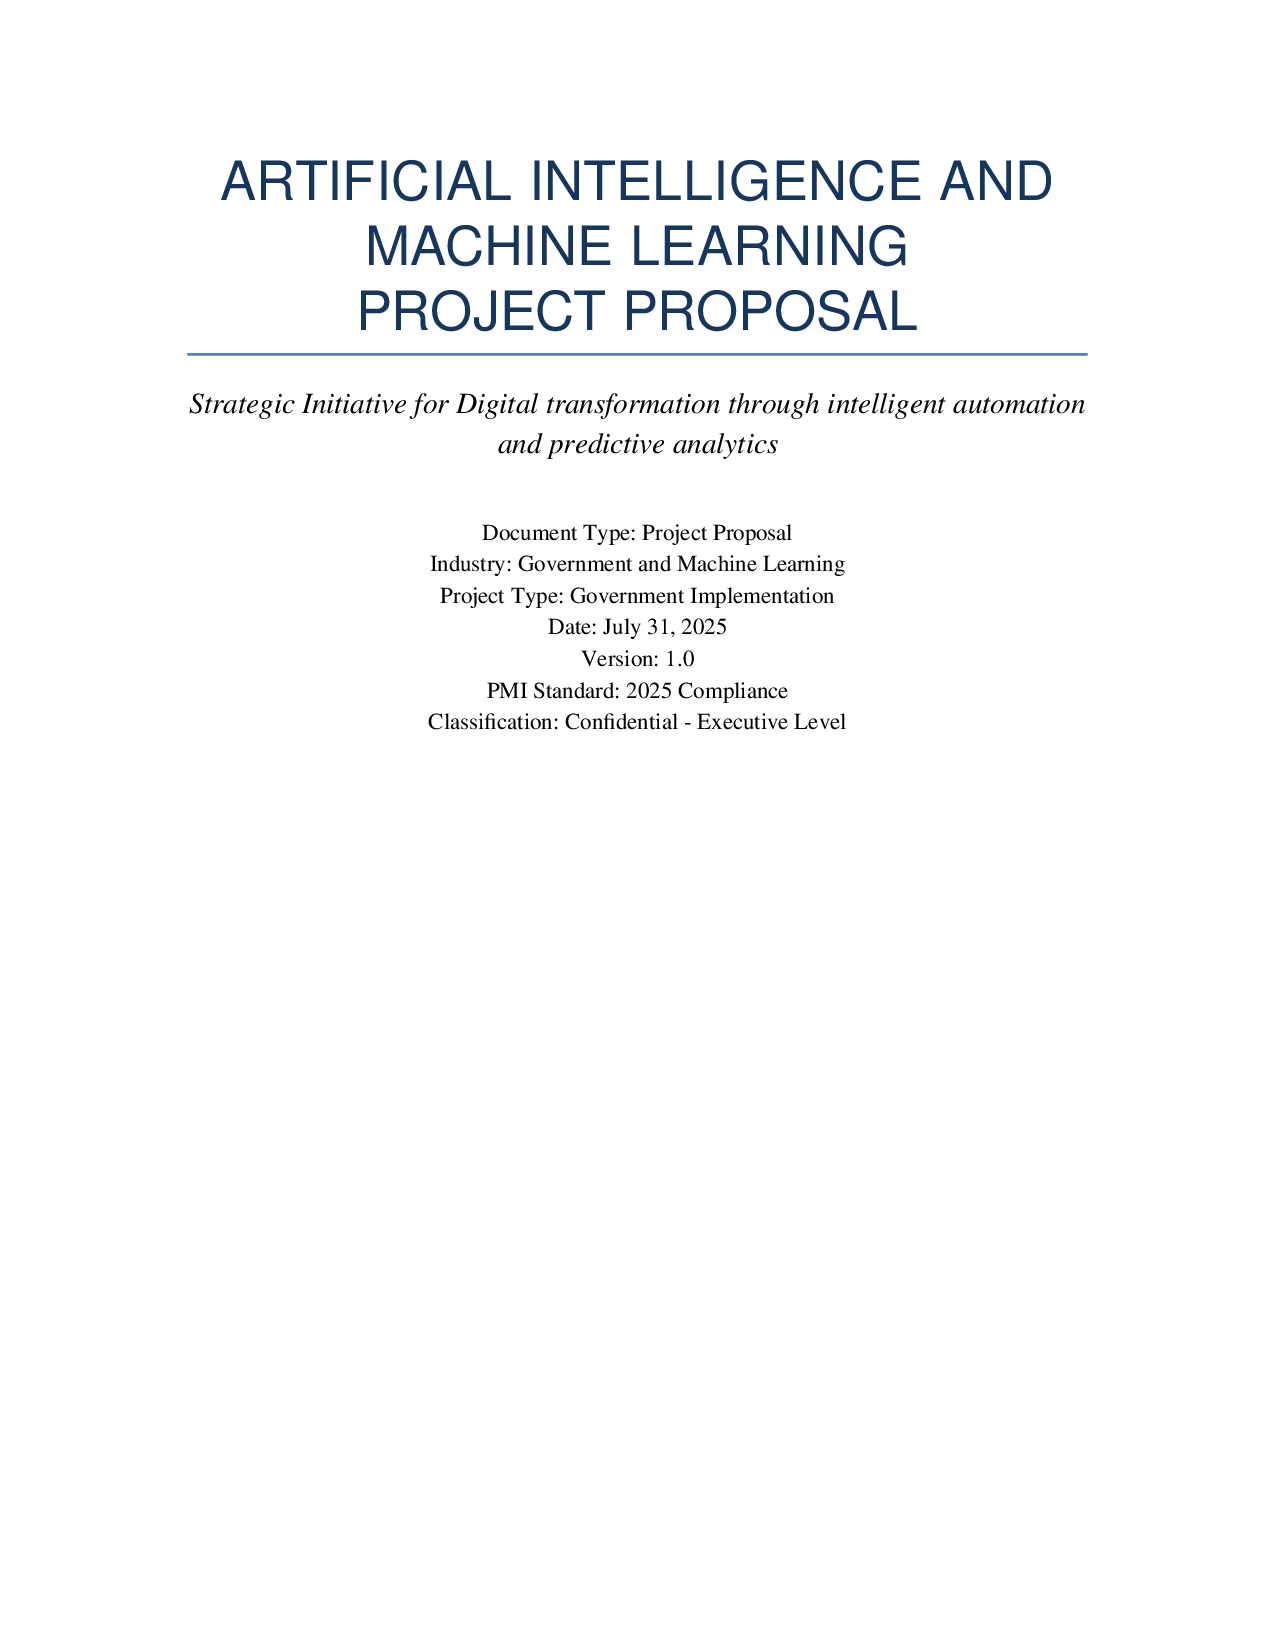 ARTIFICIAL INTELLIGENCE AND
MACHINE LEARNING
PROJECT PROPOSAL
Strategic Initiative for Digital transformation through intelligent automation
and predictive analytics
Document Type: Project Proposal
Industry: Government and Machine Learning
Project Type: Government Implementation
Date: July 31, 2025
Version: 1.0
PMI Standard: 2025 Compliance
Classification: Confidential - Executive Level